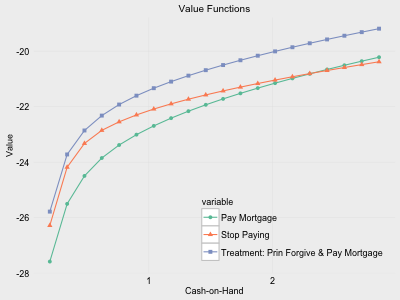 Value Functions
-20
-22
-24
-26
-28
Value
variable
Pay Mortgage
Stop Paying
Treatment: Prin Forgive & Pay Mortgage
1
2
Cash-on-Hand